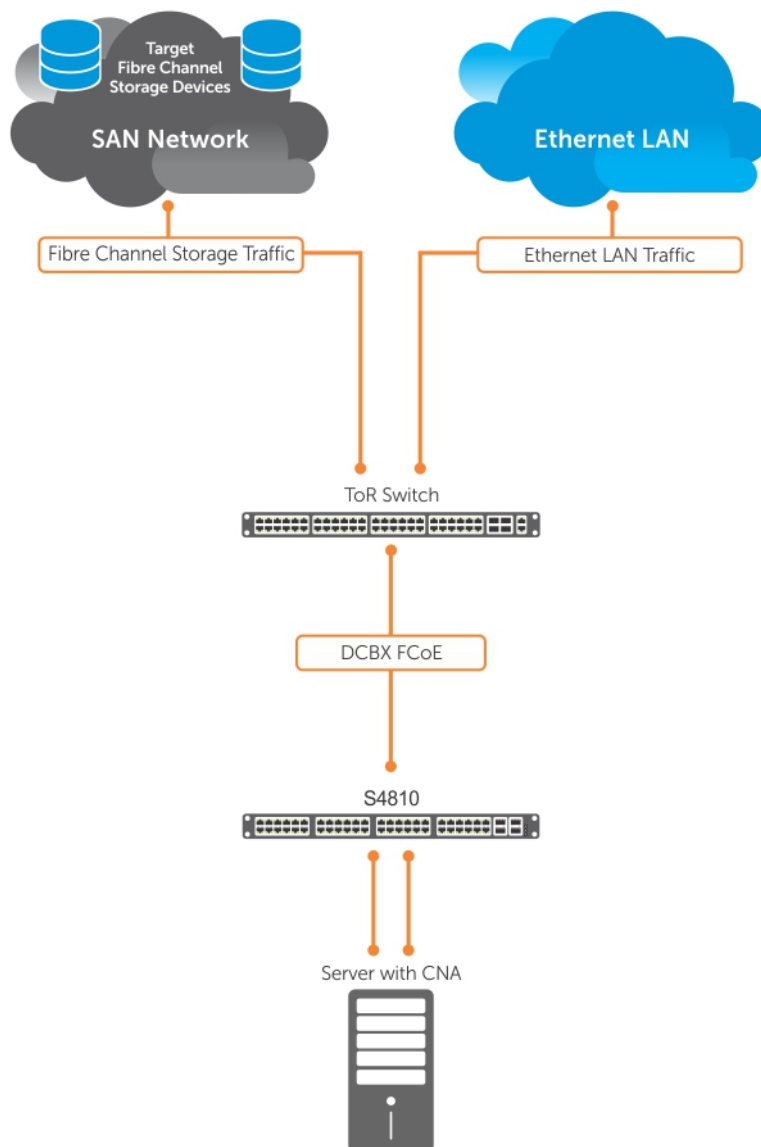 Target
Fibre Channel
Storage Devices
SAN Network
Ethernet LAN
Fibre Channel Storage Traffic
Ethernet LAN Traffic
ToR Switch
DCBX FCoE
S4810
Server with CNA